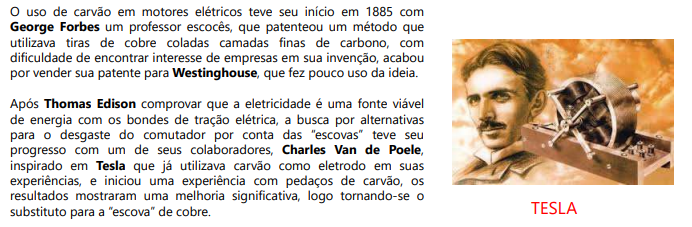 O uso de carvão em motores elétricos teve seu início em 1885 com
George Forbes um professor escocês, que patenteou um método que
utilizava tiras de cobre coladas camadas finas de carbono, com
dificuldade de encontrar interesse de empresas em sua invenção, acabou
por vender sua patente para Westinghouse, que fez pouco uso da ideia.
Após Thomas Edison comprovar que a eletricidade é uma fonte viável
de energia com os bondes de tração elétrica, a busca por alternativas
para o desgaste do comutador por conta das “escovas” teve seu
progresso com um de seus colaboradores, Charles Van de Poele,
inspirado em Tesla que já utilizava carvão como eletrodo em suas
experiências, e iniciou uma experiência com pedaços de carvão, os
resultados mostraram uma melhoria significativa, logo tornando-se o
substituto para a “escova” de cobre.
TESLA